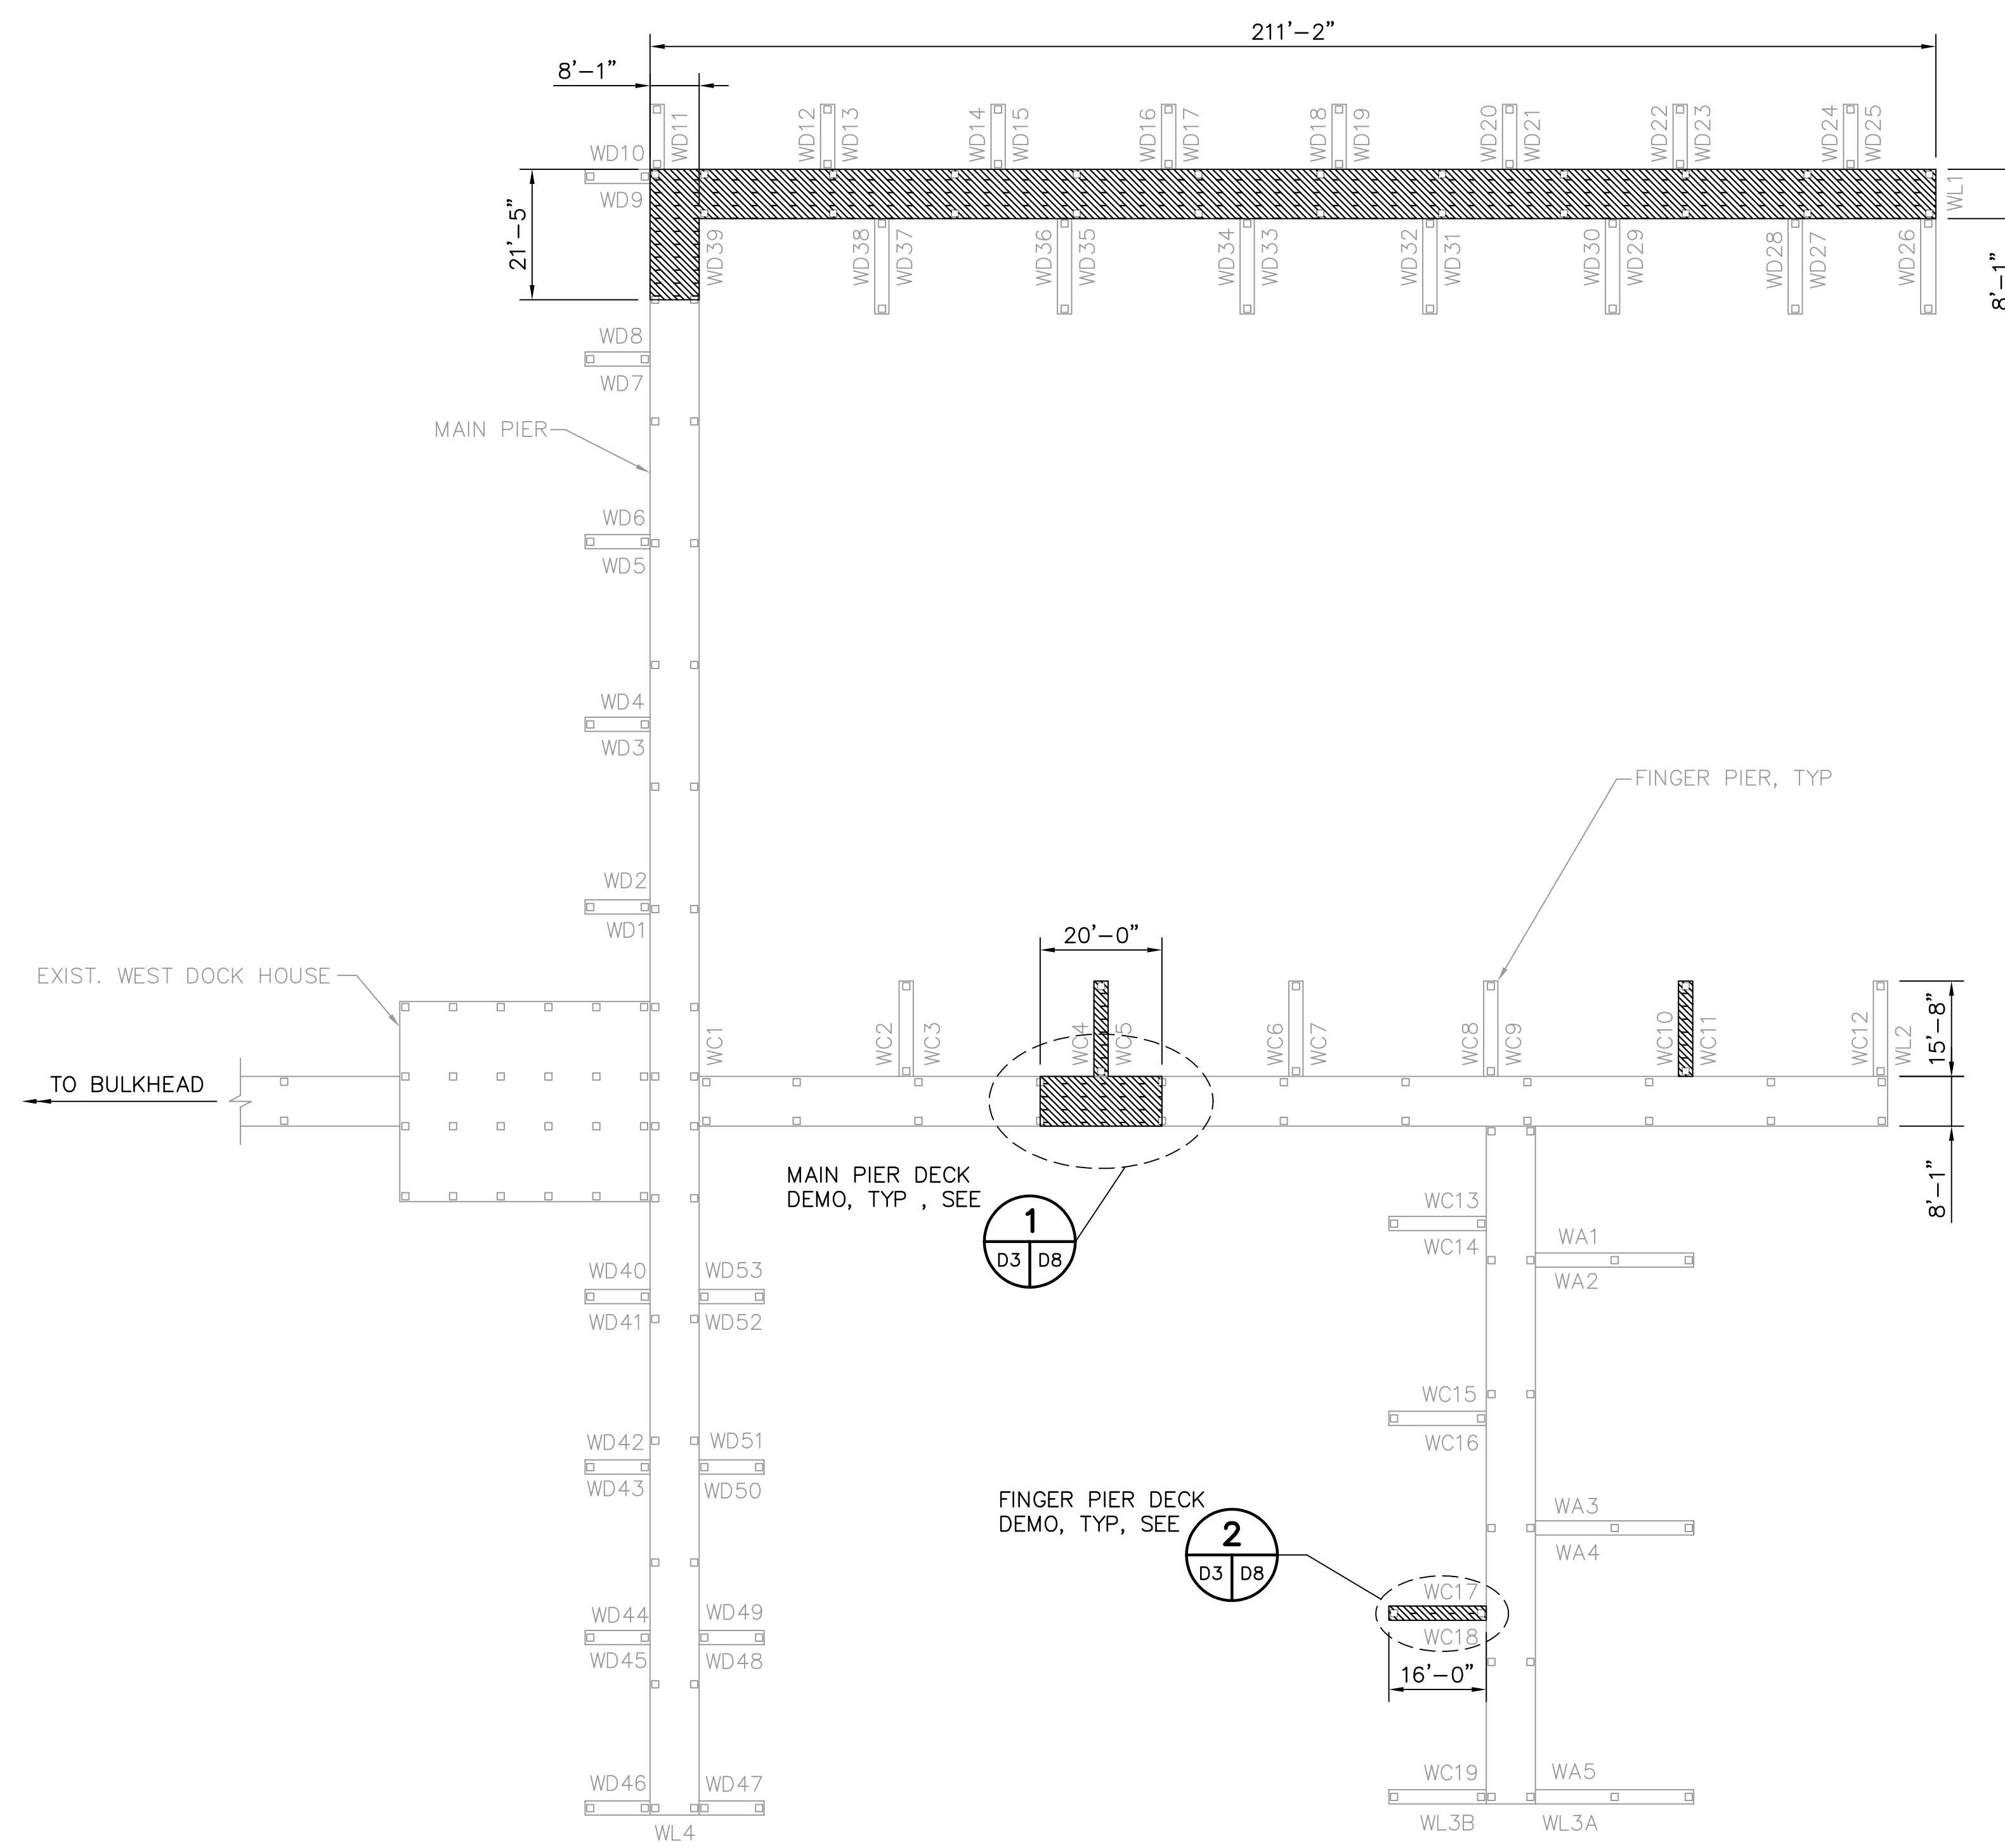 211’–2”
8’–1”
WD10
WD11
WD12
WD13
WD14
WD15
WD16
WD17
WD18
WD19
WD20
WD21
WD22
WD23
WD24
WD25
WD9
WL1
21’–5”
WD39
WD38
WD37
WD36
WD35
WD34
WD33
WD32
WD31
WD30
WD29
WD28
WD27
WD26
8’–1”
WD8
WD7
MAIN PIER
WD6
WD5
WD4
WD3
FINGER PIER, TYP
WD2
WD1
20’–0”
EXIST. WEST DOCK HOUSE
WC1
WC2
WC3
WC4
WC5
WC6
WC7
WC8
WC9
WC10
WC11
WC12
WL2
15’–8”
TO BULKHEAD
8’–1”
MAIN PIER DECK
DEMO, TYP , SEE
1
D3
D8
WC13
WC14
WA1
WA2
WD40
WD53
WD41
WD52
WC15
WC16
WD42
WD51
WD43
WD50
FINGER PIER DECK
DEMO, TYP, SEE
2
D3
D8
WA3
WA4
WC17
WC18
16’–0”
WD44
WD49
WD45
WD48
WD46
WD47
WL4
WC19
WA5
WL3B
WL3A